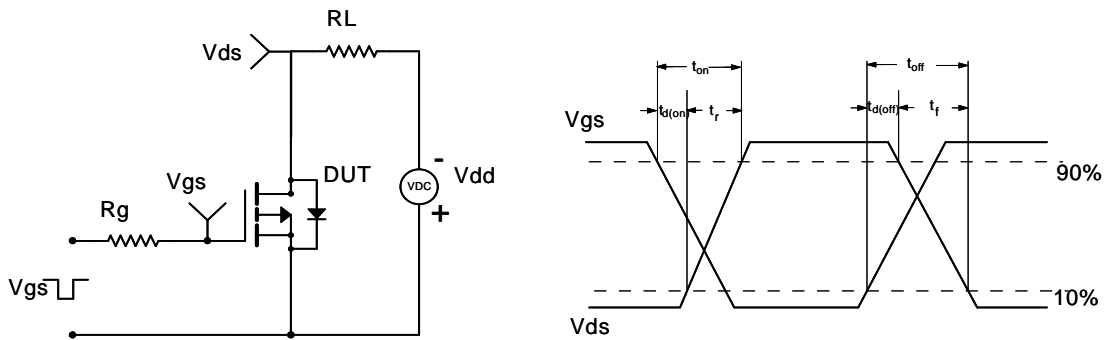 RL
Vds
Vgs
DUT
Rg
VDC
-
+
Vdd
Vgs
ton
toff
td(on)
tr
td(off)
tf
Vgs
90%
10%
Vds